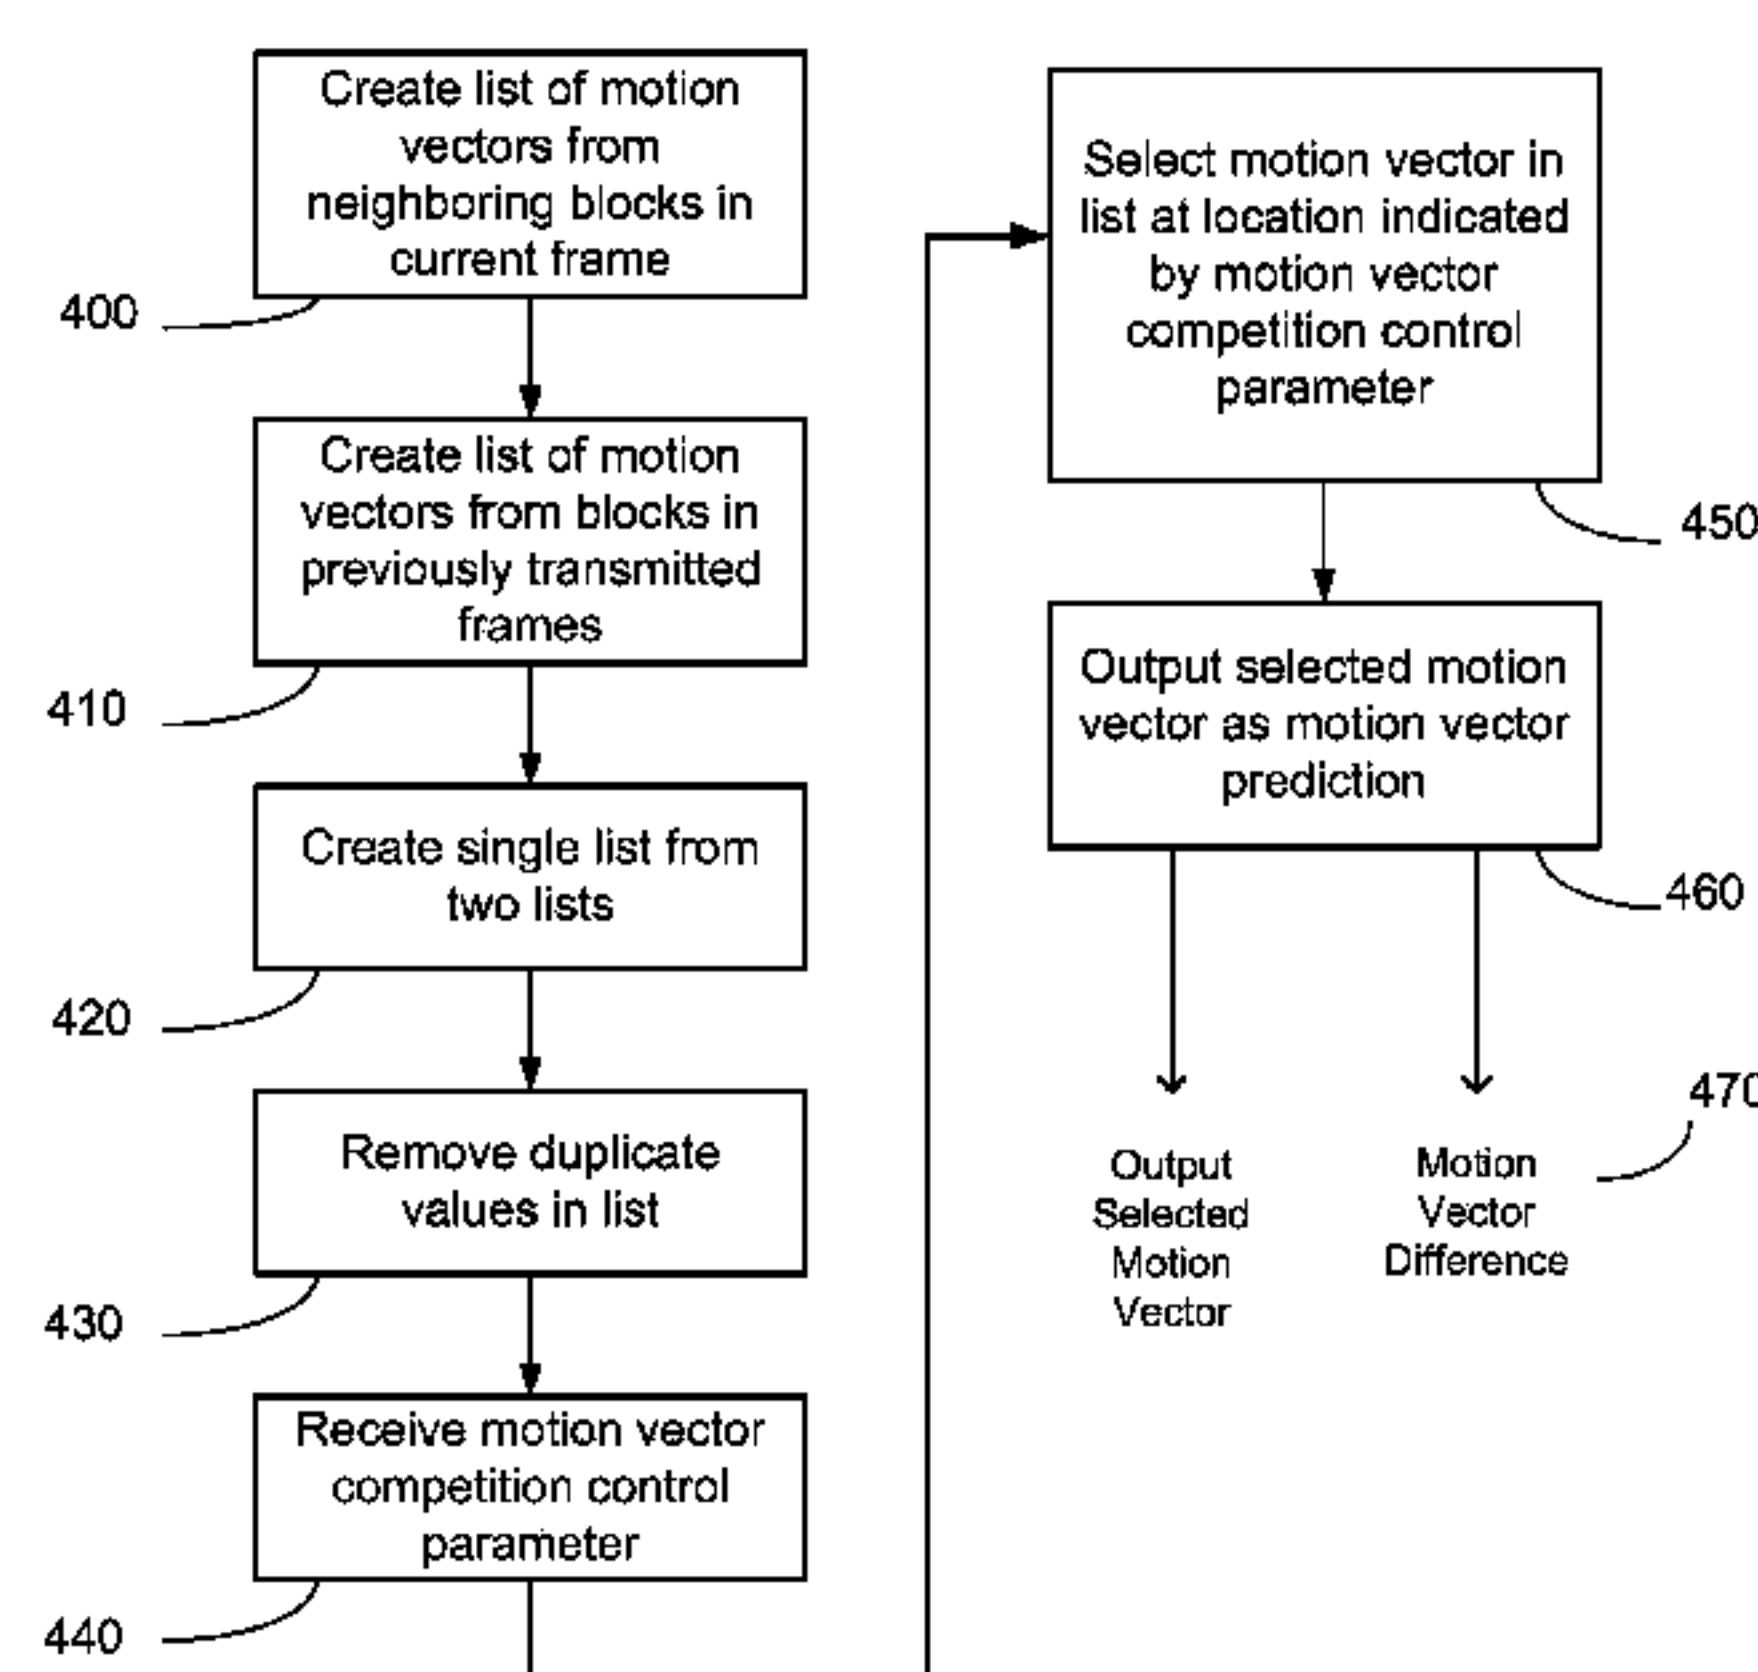 Create list of motion
vectors from
neighboring blocks in
current frame
400
Create list of motion
vectors from blocks in
previously transmitted
frames
410
Create single list from
two lists
420
Remove duplicate
values in list
430
Receive motion vector
competition control
parameter
440
Select motion vector in
list at location indicated
by motion vector
competition control
parameter
450
Output selected motion
vector as motion vector
prediction
460
470
Output
Selected
Motion
Vector
Motion
Vector
Difference